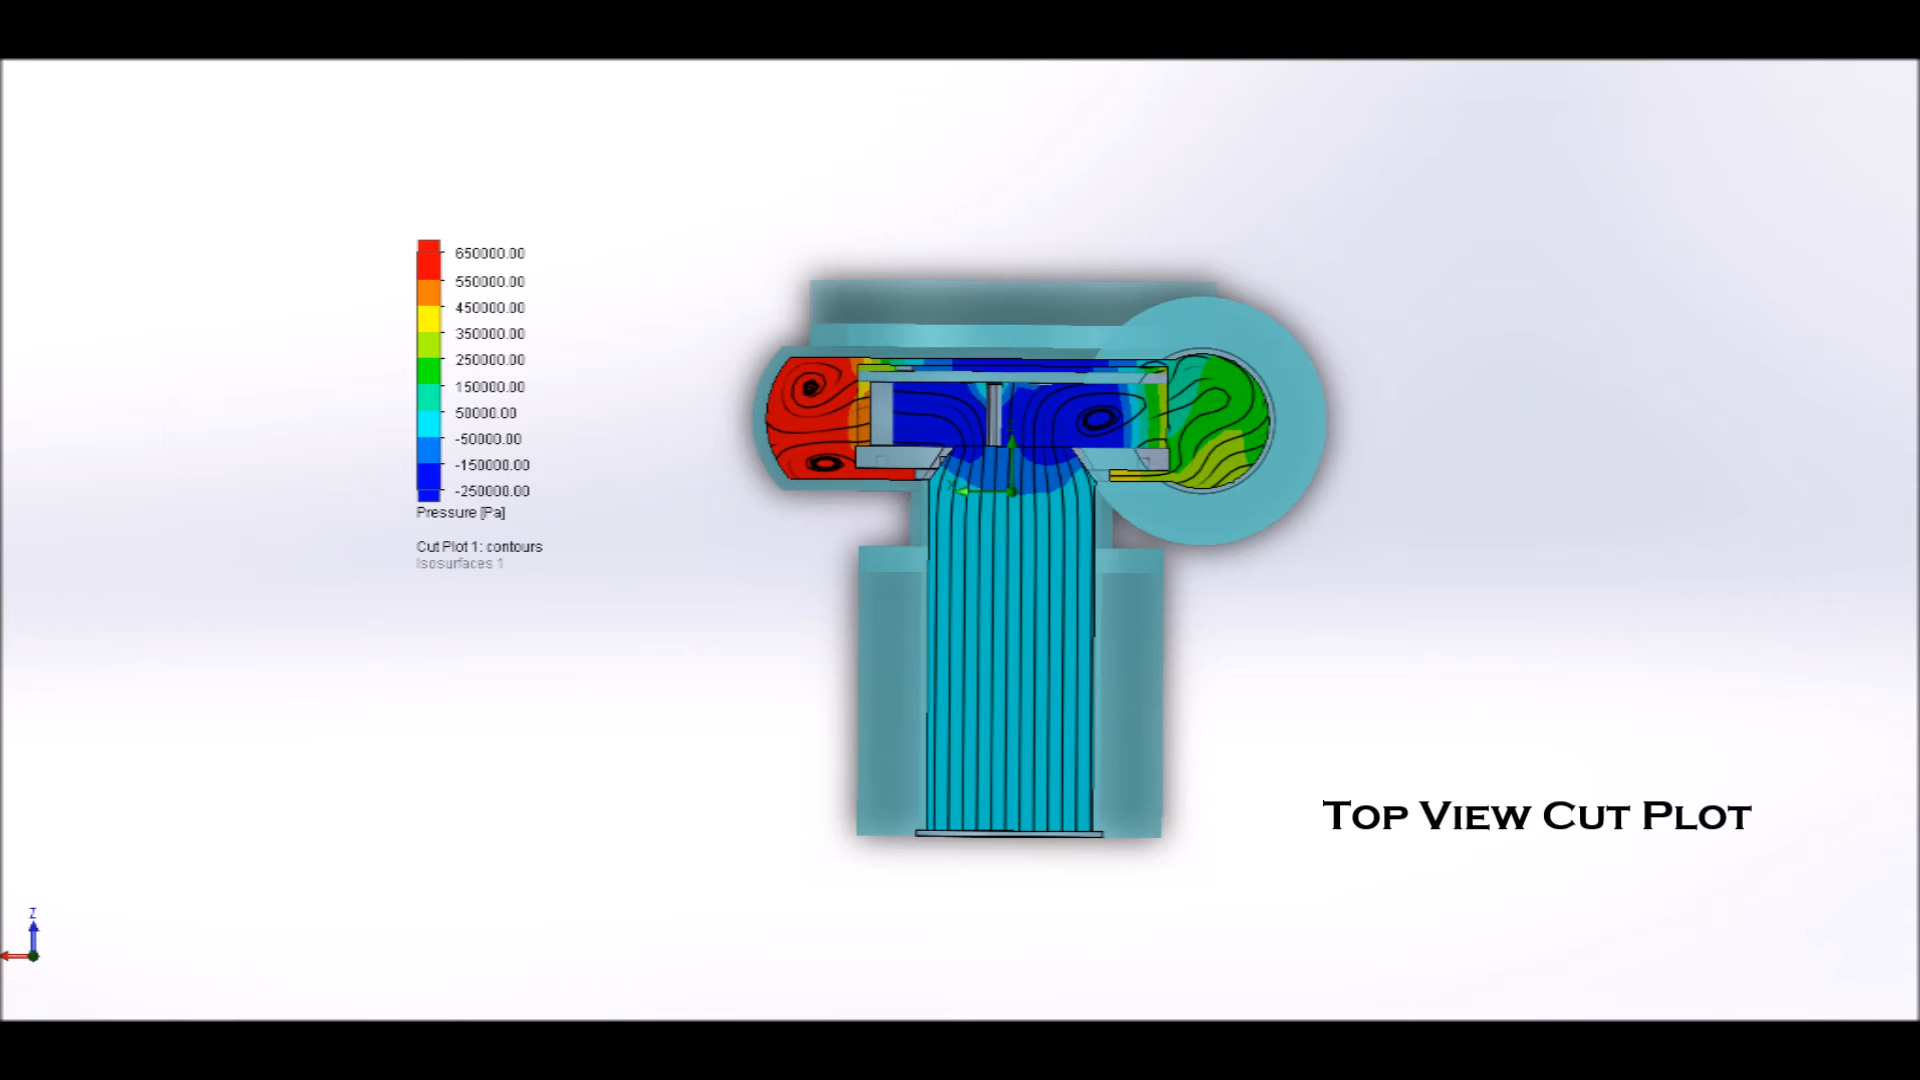 650000.00
550000.00
450000.00
350000.00
250000.00
150000.00
50000.00
-50000.00
-150000.00
-250000.00
Pressure [Pa]
Cut Plot 1: contours
Isosurfaces 1
Top View Cut Plot
Z